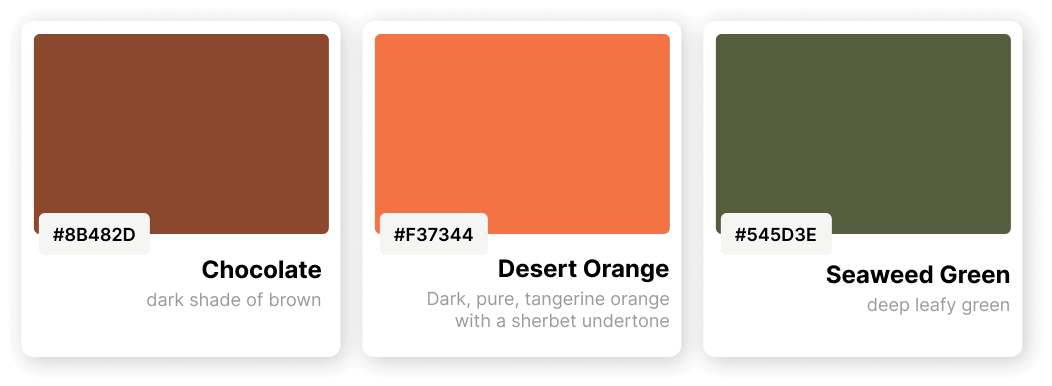 #8B482D
Chocolate
dark shade of brown
#F37344
Desert Orange
Dark, pure, tangerine orange
with a sherbet undertone
#545D3E
Seaweed Green
deep leafy green